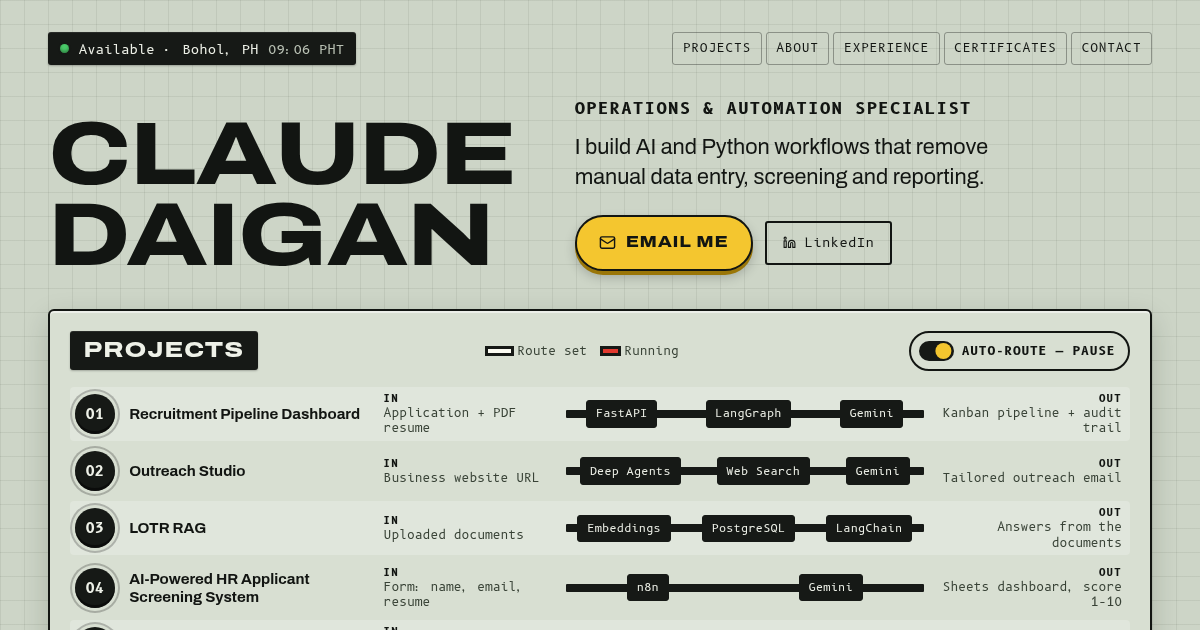 Available · Bohol, PH 09:06 PHT
PROJECTS
ABOUT
EXPERIENCE
CERTIFICATES
CONTACT
CLAUDE
DAIGAN
OPERATIONS & AUTOMATION SPECIALIST
I build AI and Python workflows that remove
manual data entry, screening and reporting.
EMAIL ME
LinkedIn
PROJECTS
Route set
Running
AUTO-ROUTE — PAUSE
01
Recruitment Pipeline Dashboard
IN
Application + PDF
resume
FastAPI
LangGraph
Gemini
OUT
Kanban pipeline + audit
trail
02
Outreach Studio
IN
Business website URL
Deep Agents
Web Search
Gemini
OUT
Tailored outreach email
03
LOTR RAG
IN
Uploaded documents
Embeddings
PostgreSQL
LangChain
OUT
Answers from the
documents
04
AI-Powered HR Applicant
Screening System
IN
Form: name, email,
resume
n8n
Gemini
OUT
Sheets dashboard, score
1-10